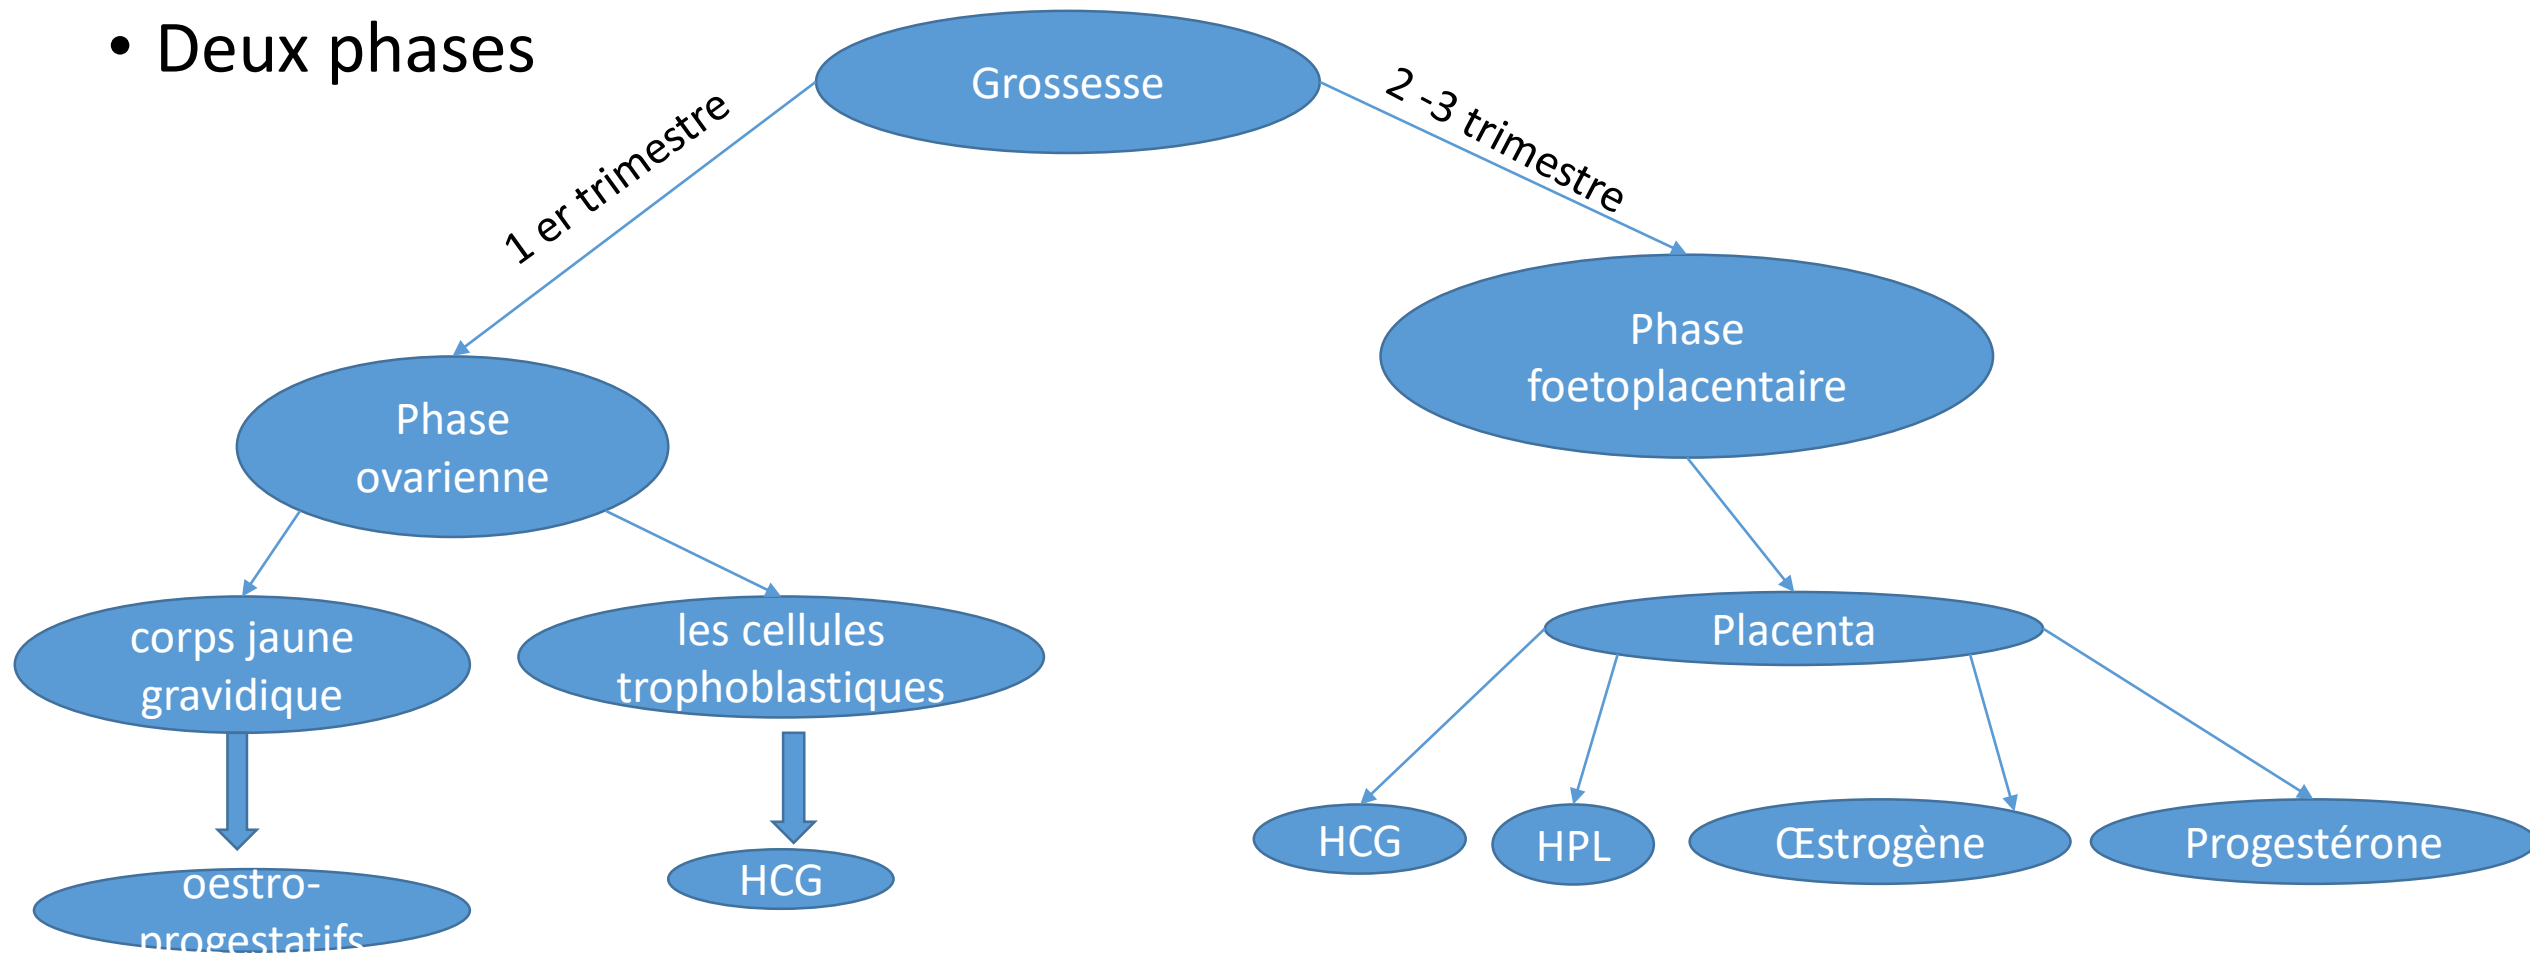 • Deux phases
Grossesse
1 er trimestre
2 -3 trimestre
Phase
ovarienne
Phase
foetoplacentaire
corps jaune
gravidique
les cellules
trophoblastiques
Placenta
oestro-
progestatifs
HCG
HCG
HPL
Œstrogène
Progestérone